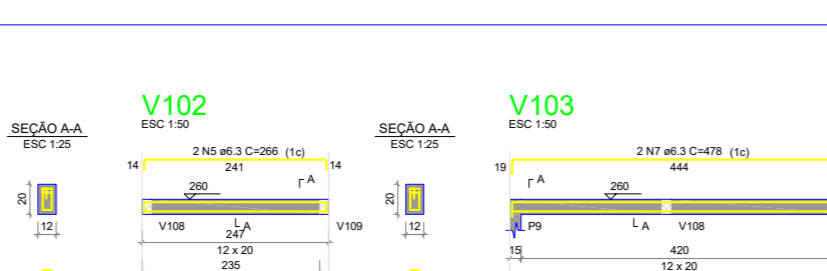 V102
ESC 1:50
V103
ESC 1:50
SEÇÃO A-A
ESC 1:25
SEÇÃO A-A
ESC 1:25
2 N5 ø6.3 C=266 (1c)
14 241 14
A
260
20
12
V108 A V109
247
12 x 20
235
2 N7 ø6.3 C=478 (1c)
19 444
A
260
20
12
P9 A V108
15 420
12 x 20